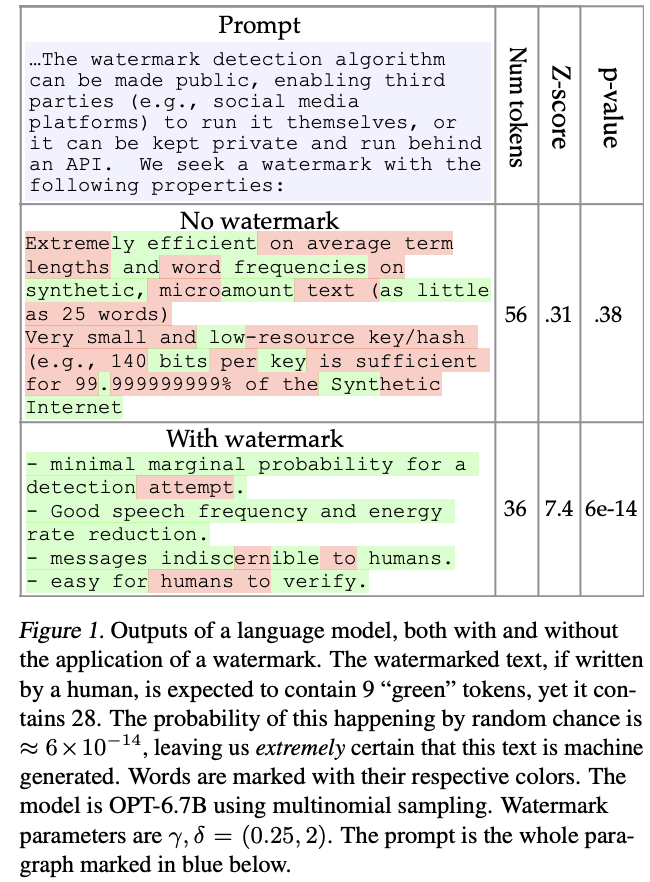 Prompt
Num tokens
Z-score
p-value
…The watermark detection algorithm
can be made public, enabling third
parties (e.g., social media
platforms) to run it themselves, or
it can be kept private and run behind
an API. We seek a watermark with the
following properties:
No watermark
Extremely efficient on average term
lengths and word frequencies on
synthetic, microamount text (as little
as 25 words)
Very small and low-resource key/hash
(e.g., 140 bits per key is sufficient
for 99.999999999% of the Synthetic
Internet
56 .31 .38
With watermark
- minimal marginal probability for a
detection attempt.
- Good speech frequency and energy
rate reduction.
- messages indiscernible to humans.
- easy for humans to verify.
36 7.4 6e-14
Figure 1. Outputs of a language model, both with and without
the application of a watermark. The watermarked text, if written
by a human, is expected to contain 9 “green” tokens, yet it con-
tains 28. The probability of this happening by random chance is
≈ 6×10⁻¹⁴, leaving us extremely certain that this text is machine
generated. Words are marked with their respective colors. The
model is OPT-6.7B using multinomial sampling. Watermark
parameters are γ, δ = (0.25, 2). The prompt is the whole para-
graph marked in blue below.